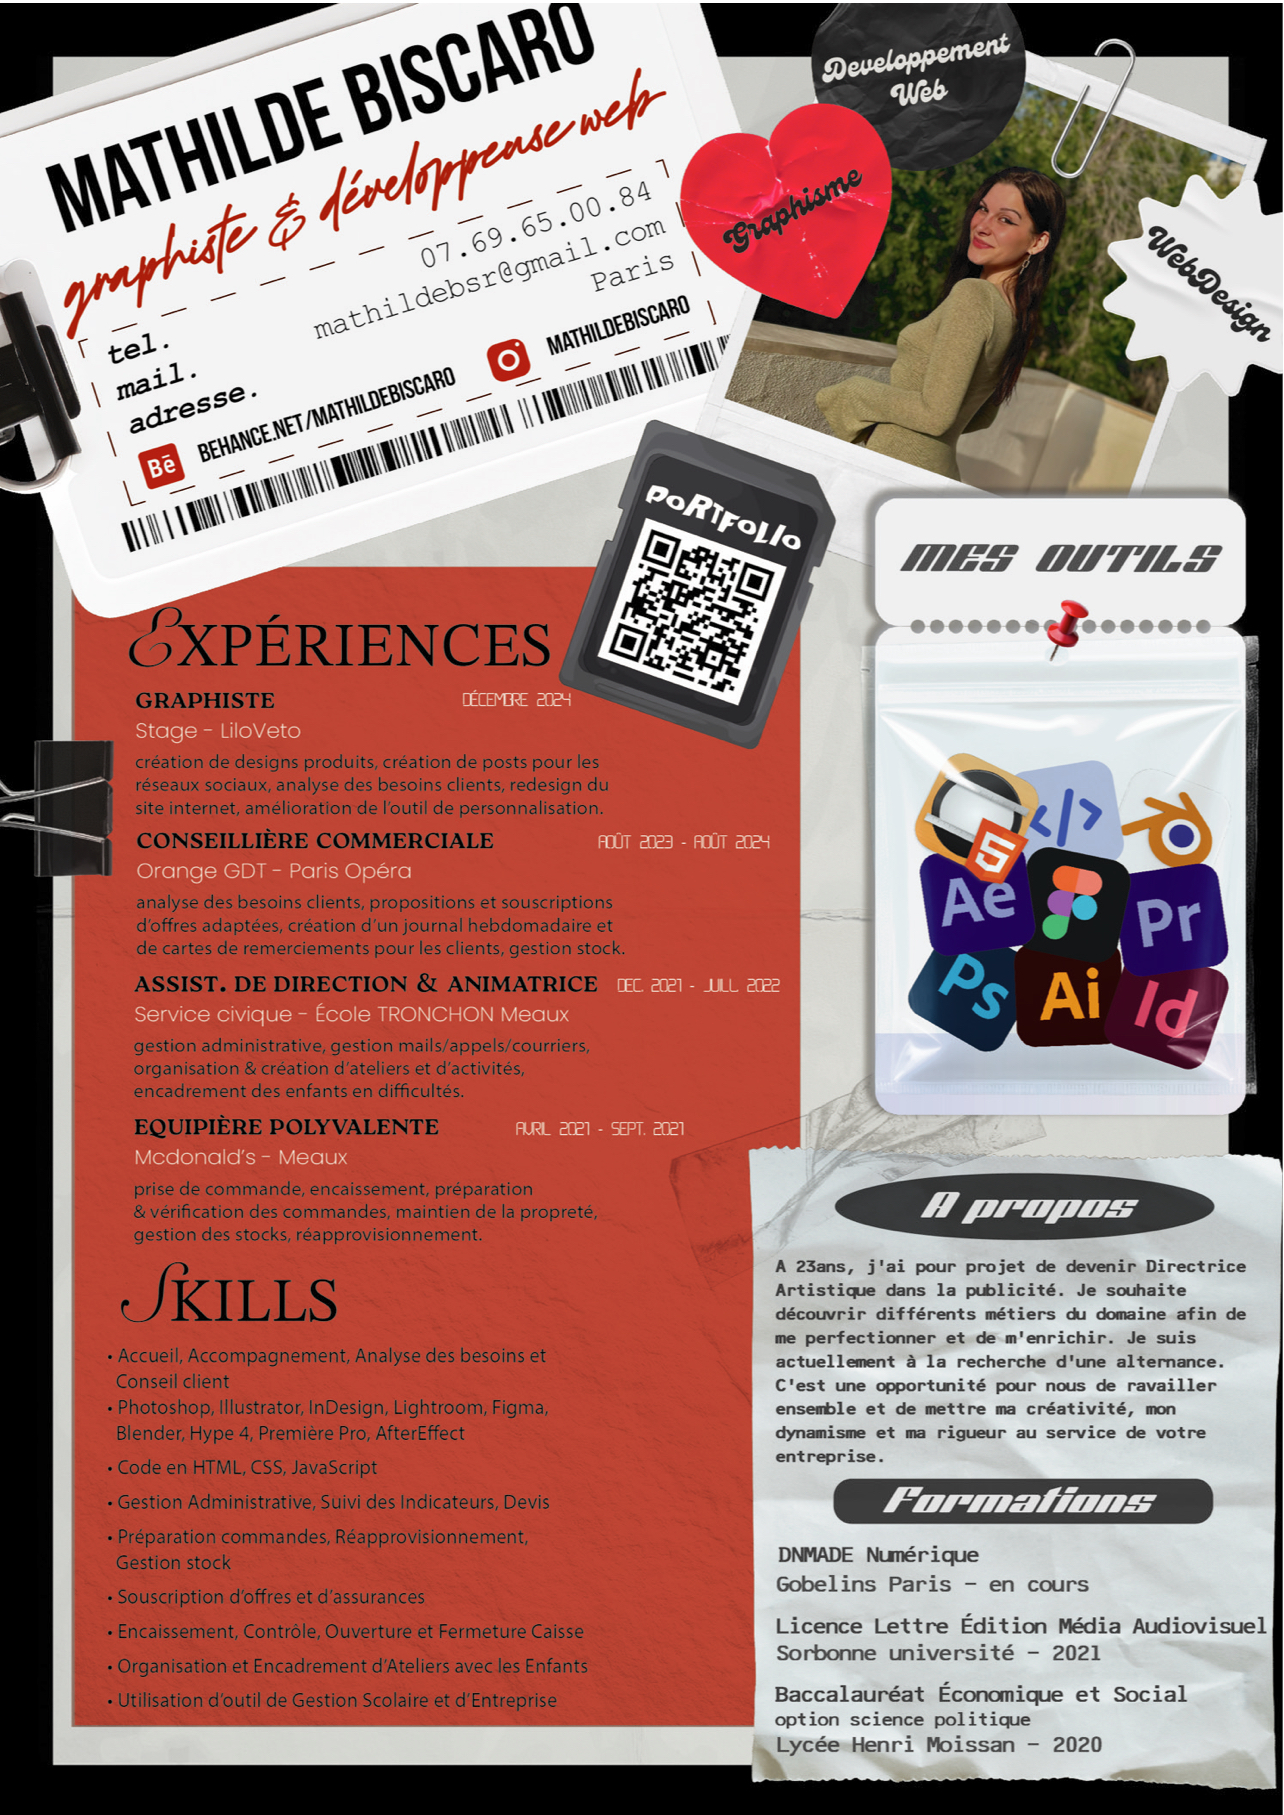 MATHILDE BISCARO
graphiste & développeuse web
tel.
07.69.65.00.84
mail.
mathildebsr@gmail.com
adresse.
Paris
Bē
BEHANCE.NET/MATHILDEBISCARO
MATHILDEBISCARO
Developpement
Web
Graphisme
WebDesign
PORTFOLIO
MES OUTILS
</>
5
Ae
Pr
Ps
Ai
Id
EXPÉRIENCES
GRAPHISTE
DÉCEMBRE 2024
Stage - LiloVeto
création de designs produits, création de posts pour les
réseaux sociaux, analyse des besoins clients, redesign du
site internet, amélioration de l'outil de personnalisation.
CONSEILLIÈRE COMMERCIALE
AOÛT 2023 - AOÛT 2024
Orange GDT - Paris Opéra
analyse des besoins clients, propositions et souscriptions
d'offres adaptées, création d'un journal hebdomadaire et
de cartes de remerciements pour les clients, gestion stock.
ASSIST. DE DIRECTION & ANIMATRICE
DEC. 2021 - JUILL. 2022
Service civique - École TRONCHON Meaux
gestion administrative, gestion mails/appels/courriers,
organisation & création d'ateliers et d'activités,
encadrement des enfants en difficultés.
EQUIPIÈRE POLYVALENTE
AVRIL 2021 - SEPT. 2021
Mcdonald's - Meaux
prise de commande, encaissement, préparation
& vérification des commandes, maintien de la propreté,
gestion des stocks, réapprovisionnement.
SKILLS
• Accueil, Accompagnement, Analyse des besoins et
Conseil client
• Photoshop, Illustrator, InDesign, Lightroom, Figma,
Blender, Hype 4, Première Pro, AfterEffect
• Code en HTML, CSS, JavaScript
• Gestion Administrative, Suivi des Indicateurs, Devis
• Préparation commandes, Réapprovisionnement,
Gestion stock
• Souscription d'offres et d'assurances
• Encaissement, Contrôle, Ouverture et Fermeture Caisse
• Organisation et Encadrement d'Ateliers avec les Enfants
• Utilisation d'outil de Gestion Scolaire et d'Entreprise
A propos
A 23ans, j'ai pour projet de devenir Directrice
Artistique dans la publicité. Je souhaite
découvrir différents métiers du domaine afin de
me perfectionner et de m'enrichir. Je suis
actuellement à la recherche d'une alternance.
C'est une opportunité pour nous de ravailler
ensemble et de mettre ma créativité, mon
dynamisme et ma rigueur au service de votre
entreprise.
Formations
DNMADE Numérique
Gobelins Paris - en cours
Licence Lettre Édition Média Audiovisuel
Sorbonne université - 2021
Baccalauréat Économique et Social
option science politique
Lycée Henri Moissan - 2020